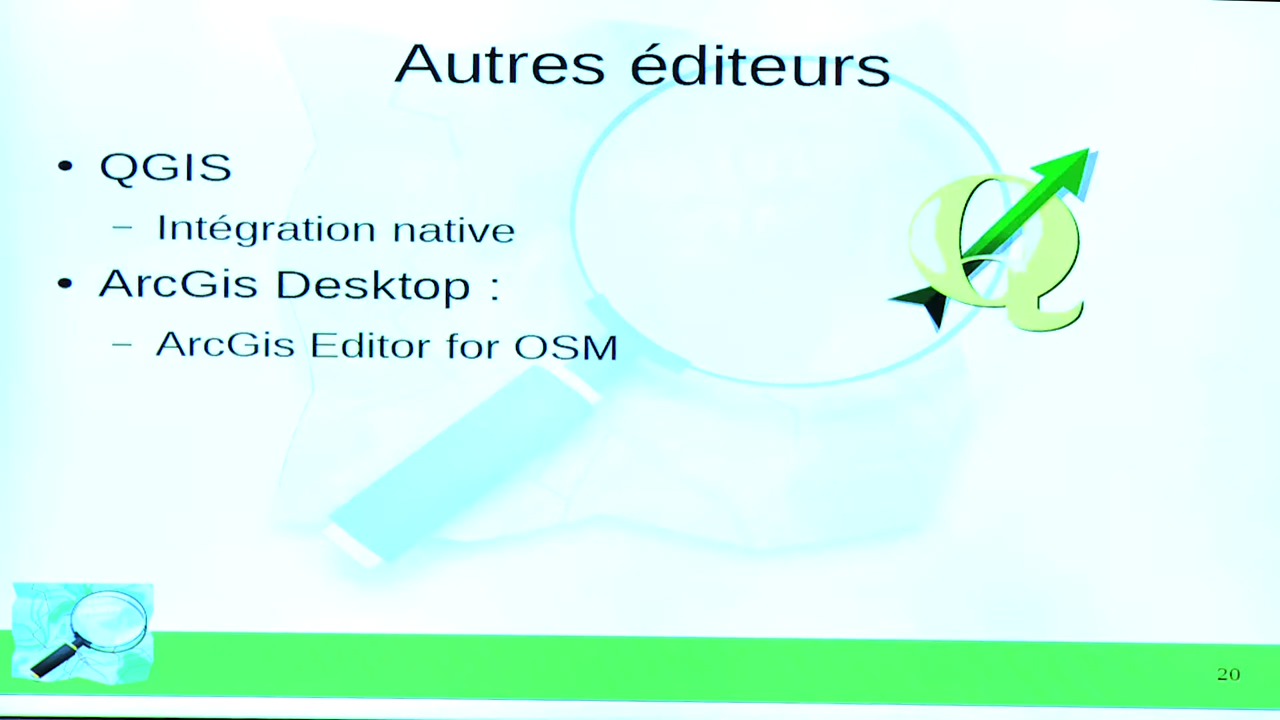 Autres éditeurs
• QGIS
– Intégration native
• ArcGis Desktop :
– ArcGis Editor for OSM
20